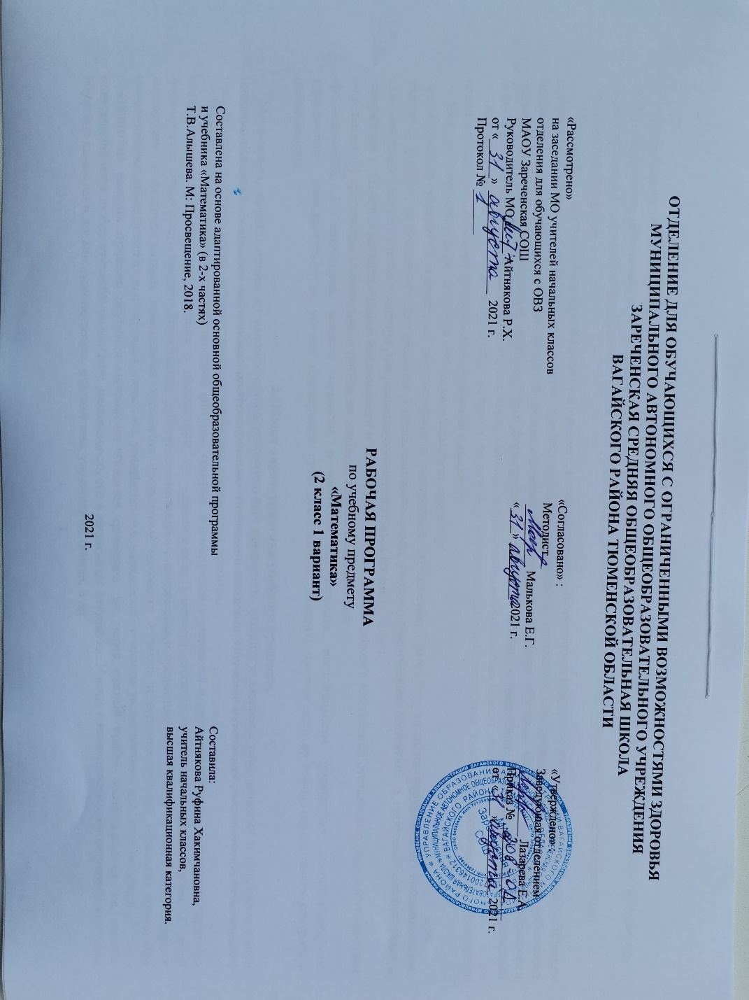 ОТДЕЛЕНИЕ ДЛЯ ОБУЧАЮЩИХСЯ С ОГРАНИЧЕННЫМИ ВОЗМОЖНОСТЯМИ ЗДОРОВЬЯ
МУНИЦИПАЛЬНОГО АВТОНОМНОГО ОБЩЕОБРАЗОВАТЕЛЬНОГО УЧРЕЖДЕНИЯ
ЗАРЕЧЕНСКАЯ СРЕДНЯЯ ОБЩЕОБРАЗОВАТЕЛЬНАЯ ШКОЛА
ВАГАЙСКОГО РАЙОНА ТЮМЕНСКОЙ ОБЛАСТИ
«Рассмотрено»
на заседании МО учителей начальных классов
отделения для обучающихся с ОВЗ
МАОУ Зареченская СОШ
Руководитель МО Айтнякова Р.Х.
от « 31 » августа 2021 г.
Протокол № 1
«Согласовано» :
Методист
Малькова Е.Г.
« 31 » августа 2021 г.
«Утверждено» :
Заведующая отделением
Лазарева Е.А
Приказ №
от « 31 » августа 2021 г.
РАБОЧАЯ ПРОГРАММА
по учебному предмету
«Математика»
(2 класс 1 вариант)
Составлена на основе адаптированной основной общеобразовательной программы
и учебника «Математика» (в 2-х частях)
Т.В.Алышева. М: Просвещение, 2018.
Составила:
Айтнякова Руфина Хакимчановна,
учитель начальных классов,
высшая квалификационная категория.
2021 г.